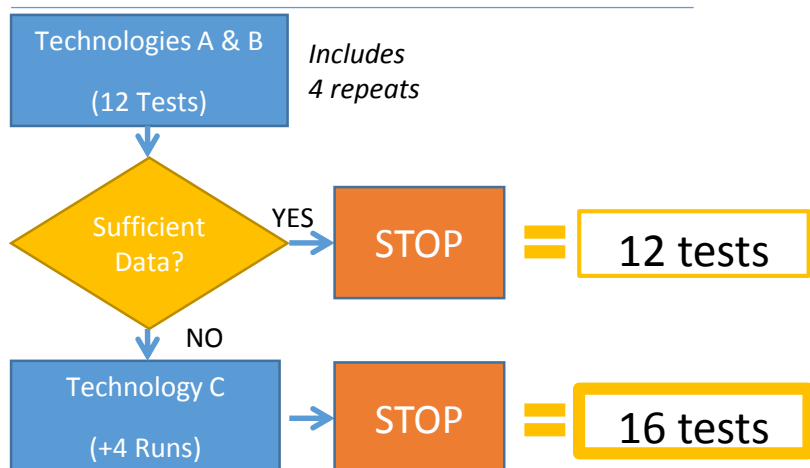 Technologies A & B
(12 Tests)
Includes
4 repeats
Sufficient
Data?
YES
STOP
=
12 tests
NO
Technology C
(+4 Runs)
STOP
=
16 tests